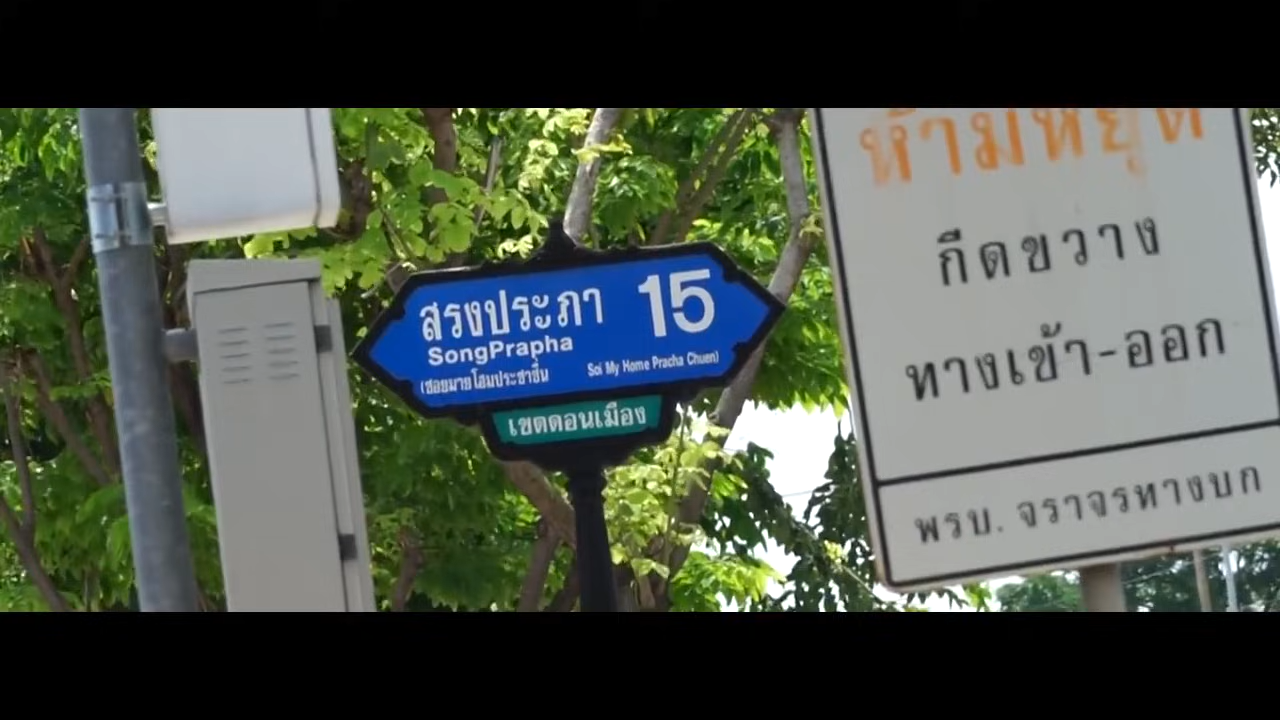 สรงประภา 15
SongPrapha
(ซอยมายโฮมประชาชื่น Soi My Home Pracha Chuen)
เขตดอนเมือง
ห้ามหยุด
กีดขวาง
ทางเข้า-ออก
พรบ. จราจรทางบก